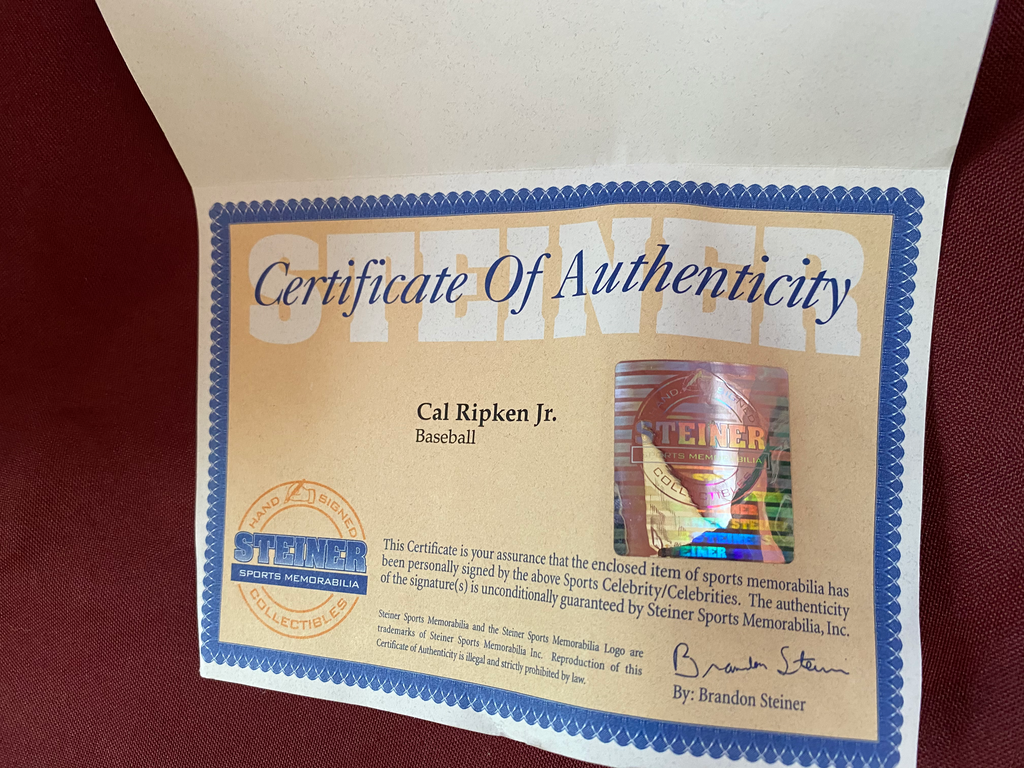 STEINER
Certificate Of Authenticity
Cal Ripken Jr.
Baseball
HAND SIGNED
STEINER
SPORTS MEMORABILIA
COLLECTIBLES
STEINER
STEINER
HAND SIGNED
STEINER
SPORTS MEMORABILIA
COLLECTIBLES
This Certificate is your assurance that the enclosed item of sports memorabilia has
been personally signed by the above Sports Celebrity/Celebrities. The authenticity
of the signature(s) is unconditionally guaranteed by Steiner Sports Memorabilia, Inc.
Steiner Sports Memorabilia and the Steiner Sports Memorabilia Logo are
trademarks of Steiner Sports Memorabilia Inc. Reproduction of this
Certificate of Authenticity is illegal and strictly prohibited by law.
Brandon Steiner
By: Brandon Steiner